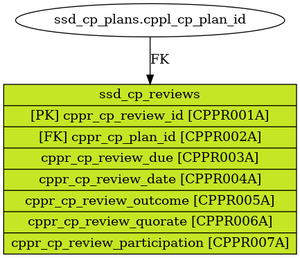 ssd_cp_plans.cppl_cp_plan_id
FK
ssd_cp_reviews
[PK] cppr_cp_review_id [CPPR001A]
[FK] cppr_cp_plan_id [CPPR002A]
cppr_cp_review_due [CPPR003A]
cppr_cp_review_date [CPPR004A]
cppr_cp_review_outcome [CPPR005A]
cppr_cp_review_quorate [CPPR006A]
cppr_cp_review_participation [CPPR007A]